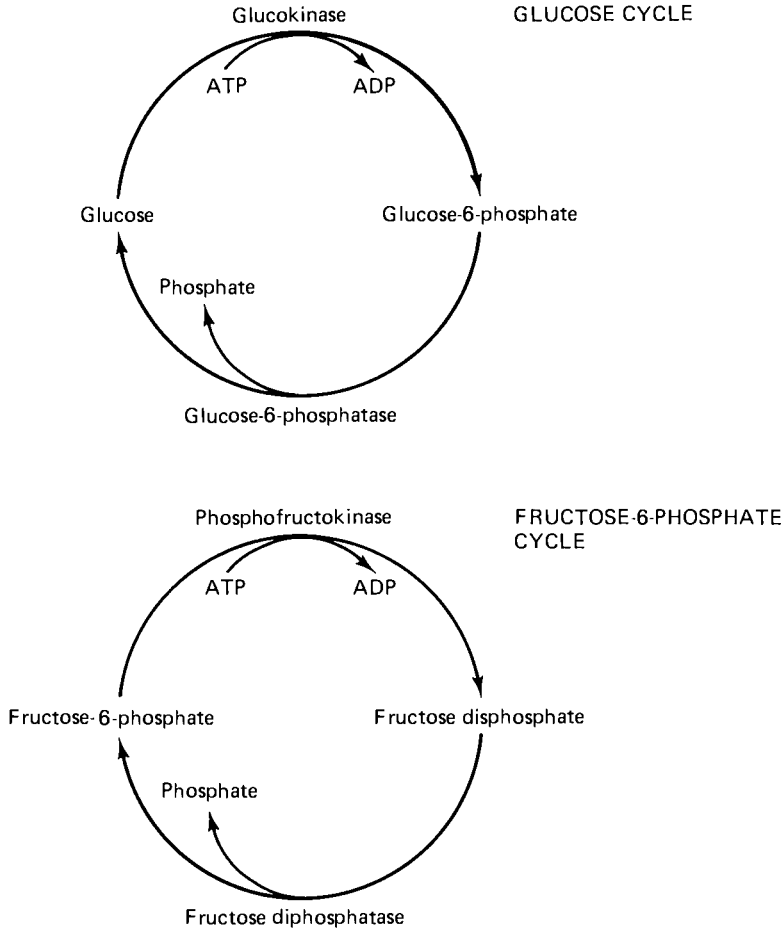 Glucokinase
GLUCOSE CYCLE
ATP
ADP
Glucose
Glucose-6-phosphate
Phosphate
Glucose-6-phosphatase
Phosphofructokinase
FRUCTOSE-6-PHOSPHATE
CYCLE
ATP
ADP
Fructose-6-phosphate
Fructose disphosphate
Phosphate
Fructose diphosphatase